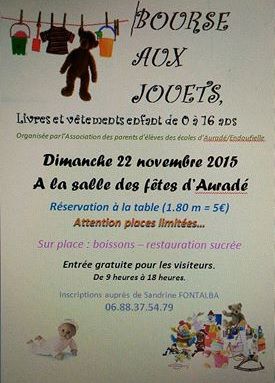 BOURSE
AUX
JOUETS,
Livres et vêtements enfant de 0 à 16 ans
Organisée par l'Association des parents d'élèves des écoles d'Auradé/Endoufielle
Dimanche 22 novembre 2015
A la salle des fêtes d'Auradé
Réservation à la table (1.80 m = 5€)
Attention places limitées...
Sur place : boissons – restauration sucrée
Entrée gratuite pour les visiteurs.
De 9 heures à 18 heures.
Inscriptions auprès de Sandrine FONTALBA
06.88.37.54.79